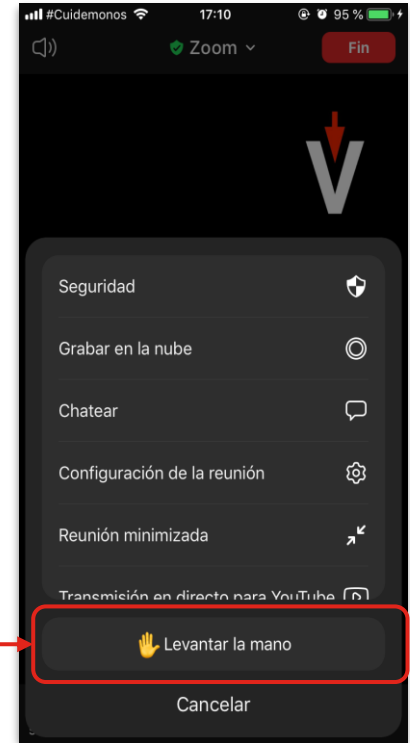 #Cuidemonos 17:10 95 %
Zoom Fin
V
Seguridad
Grabar en la nube
Chatear
Configuración de la reunión
Reunión minimizada
Transmisión en directo para YouTube
Levantar la mano
Cancelar